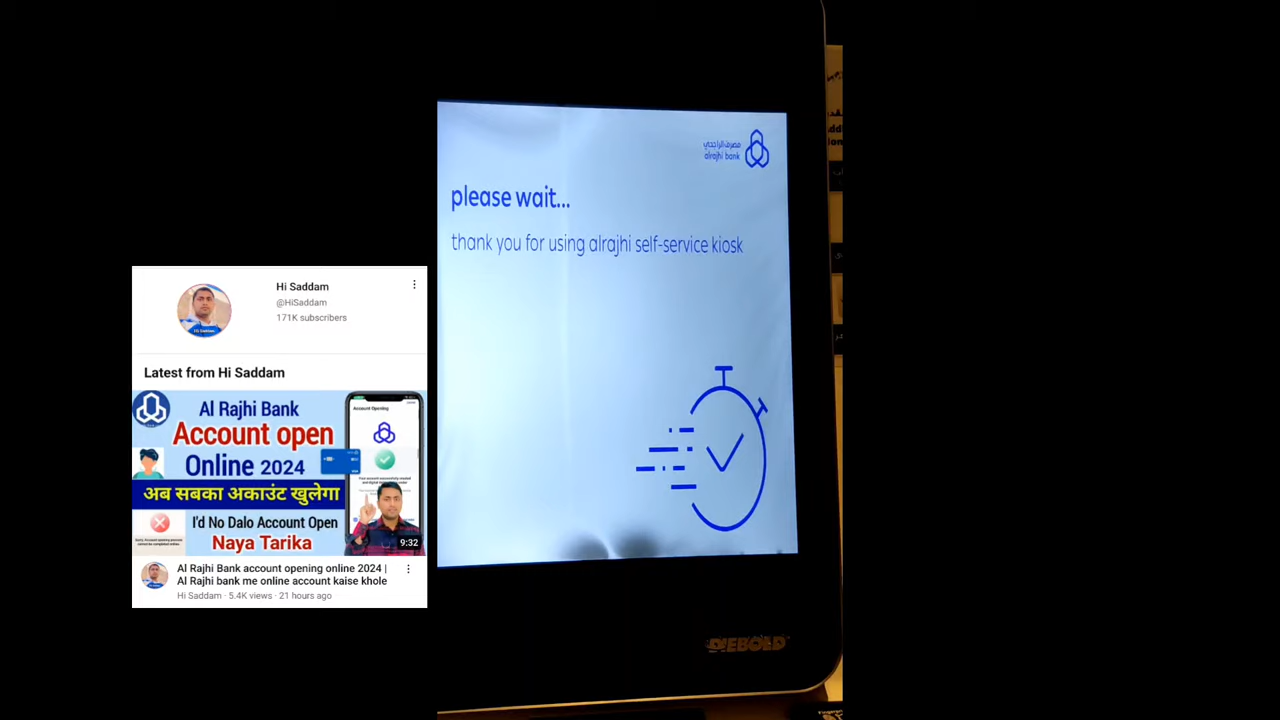 مصرف الراجحي
alrajhi bank
please wait...
thank you for using alrajhi self-service kiosk
DIEBOLD
Hi Saddam
@HiSaddam
171K subscribers
Latest from Hi Saddam
Al Rajhi Bank
Account open
Online 2024
अब सबका अकाउंट खुलेगा
I'd No Dalo Account Open
Naya Tarika
Account Opening
9:32
Al Rajhi Bank account opening online 2024 |
Al Rajhi bank me online account kaise khole
Hi Saddam · 5.4K views · 21 hours ago